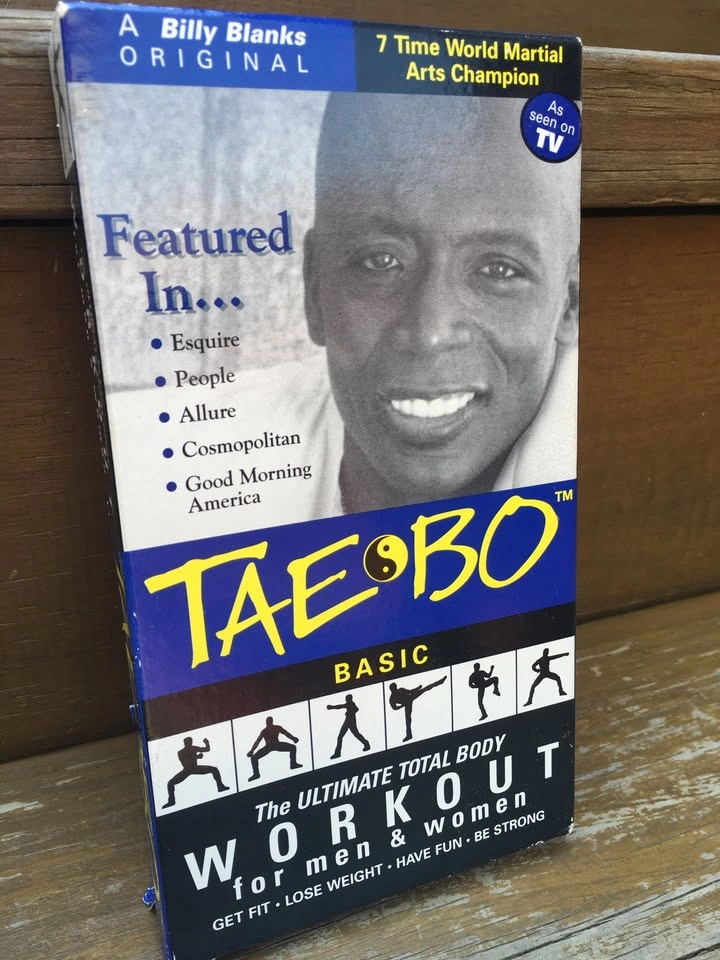 A Billy Blanks
ORIGINAL
7 Time World Martial
Arts Champion
As
seen on
TV
Featured
In...
• Esquire
• People
• Allure
• Cosmopolitan
• Good Morning
America
TAE BO™
BASIC
The ULTIMATE TOTAL BODY
WORKOUT
for men & women
GET FIT • LOSE WEIGHT • HAVE FUN • BE STRONG